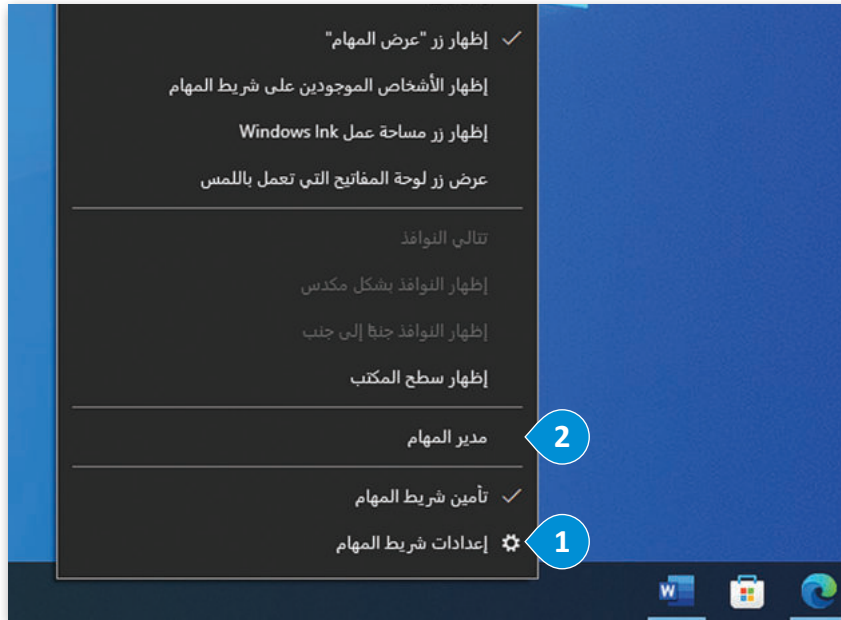 إظهار زر "عرض المهام"
إظهار الأشخاص الموجودين على شريط المهام
إظهار زر مساحة عمل Windows Ink
عرض زر لوحة المفاتيح التي تعمل باللمس
تتالي النوافذ
إظهار النوافذ بشكل مكدس
إظهار النوافذ جنبًا إلى جنب
إظهار سطح المكتب
مدير المهام
2
تأمين شريط المهام
إعدادات شريط المهام
1
W